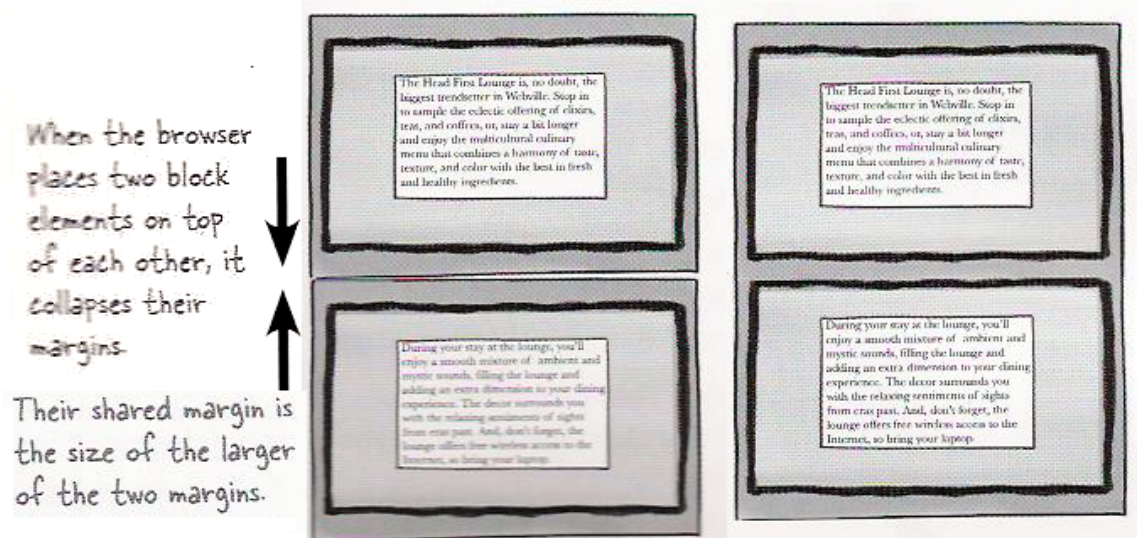 When the browser
places two block
elements on top
of each other, it
collapses their
margins.
Their shared margin is
the size of the larger
of the two margins.
The Head First Lounge is, no doubt, the
biggest trendsetter in Webville. Stop in
to sample the eclectic offering of elixirs,
teas, and coffees, or, stay a bit longer
and enjoy the multicultural culinary
menu that combines a harmony of taste,
texture, and color with the best in fresh
and healthy ingredients.
During your stay at the lounge, you'll
enjoy a smooth mixture of ambient and
mystic sounds, filling the lounge and
adding an extra dimension to your dining
experience. The decor surrounds you
with the relaxing sentiments of sights
from eras past. And, don't forget, the
lounge offers free wireless access to the
Internet, so bring your laptop.
The Head First Lounge is, no doubt, the
biggest trendsetter in Webville. Stop in
to sample the eclectic offering of elixirs,
teas, and coffees, or, stay a bit longer
and enjoy the multicultural culinary
menu that combines a harmony of taste,
texture, and color with the best in fresh
and healthy ingredients.
During your stay at the lounge, you'll
enjoy a smooth mixture of ambient and
mystic sounds, filling the lounge and
adding an extra dimension to your dining
experience. The decor surrounds you
with the relaxing sentiments of sights
from eras past. And, don't forget, the
lounge offers free wireless access to the
Internet, so bring your laptop.